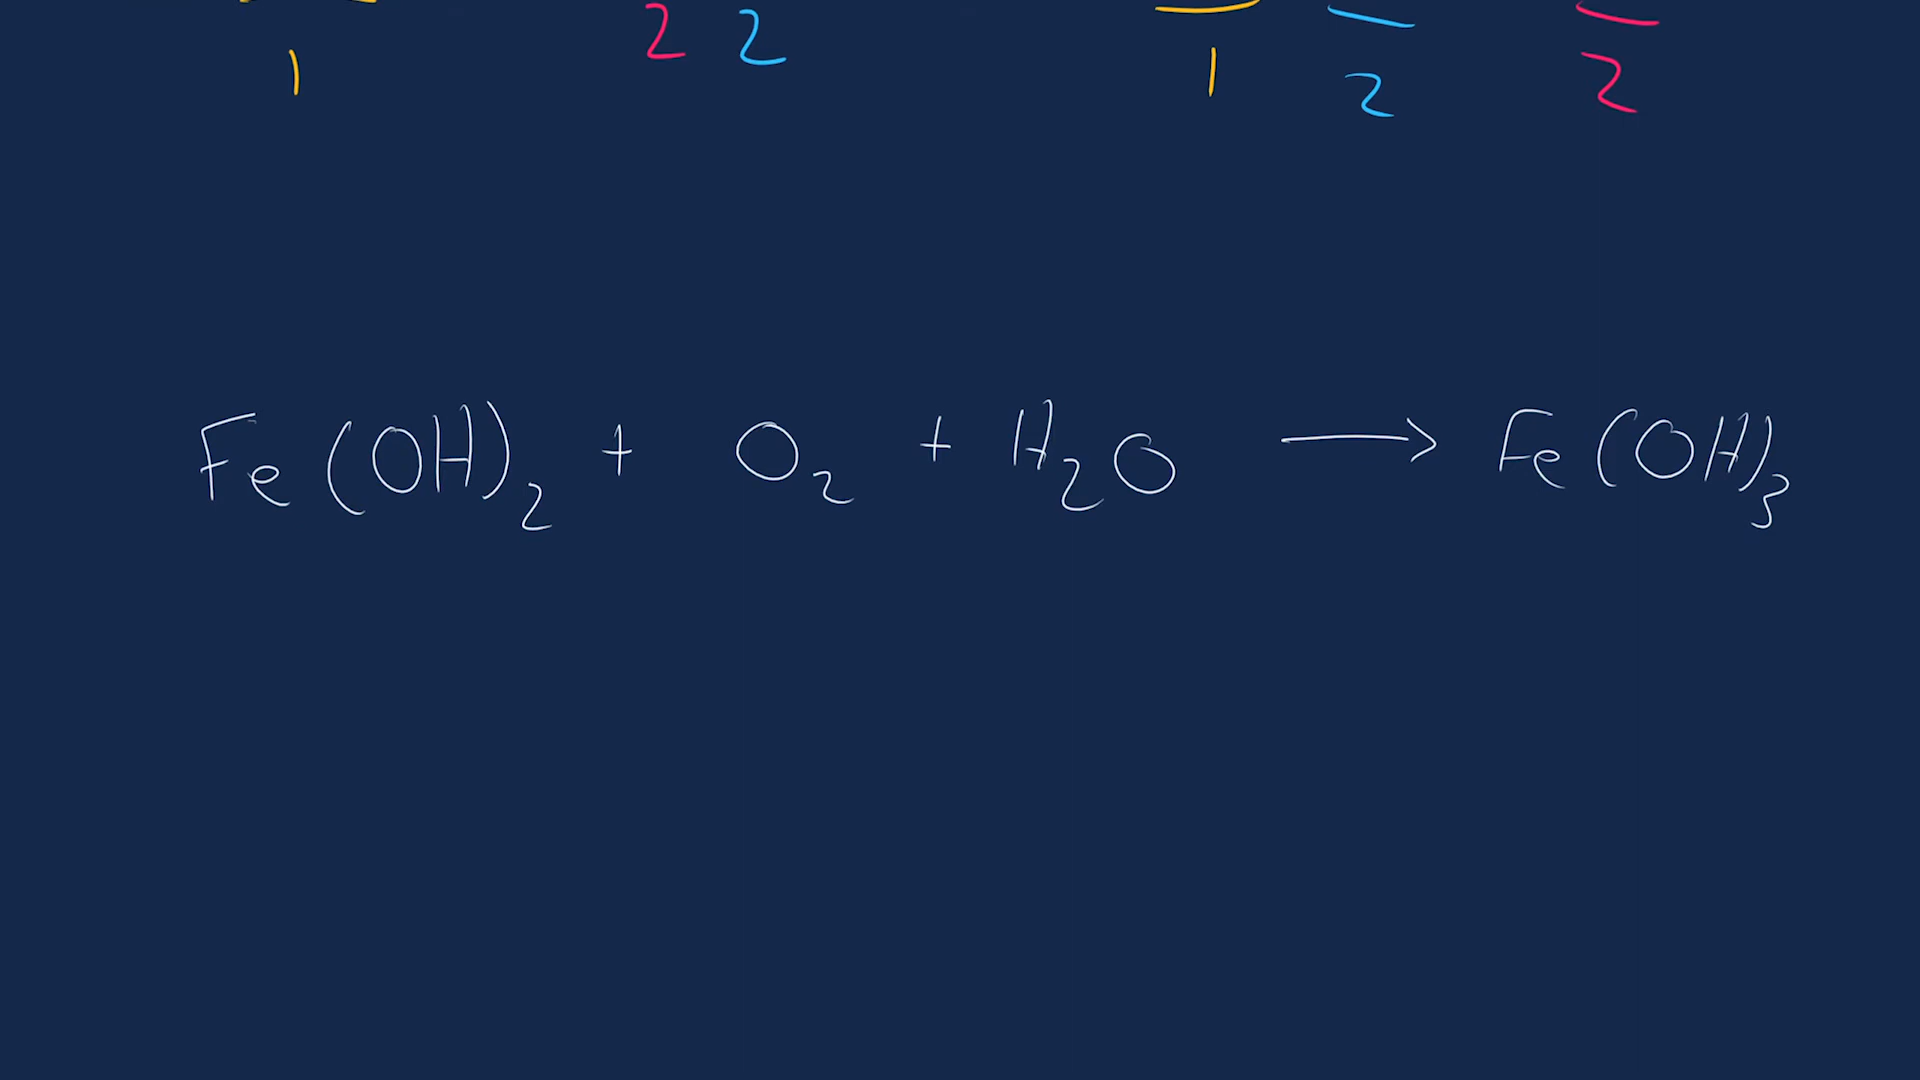 1 2 2 1 2 2
Fe(OH)₂ + O₂ + H₂O → Fe(OH)₃